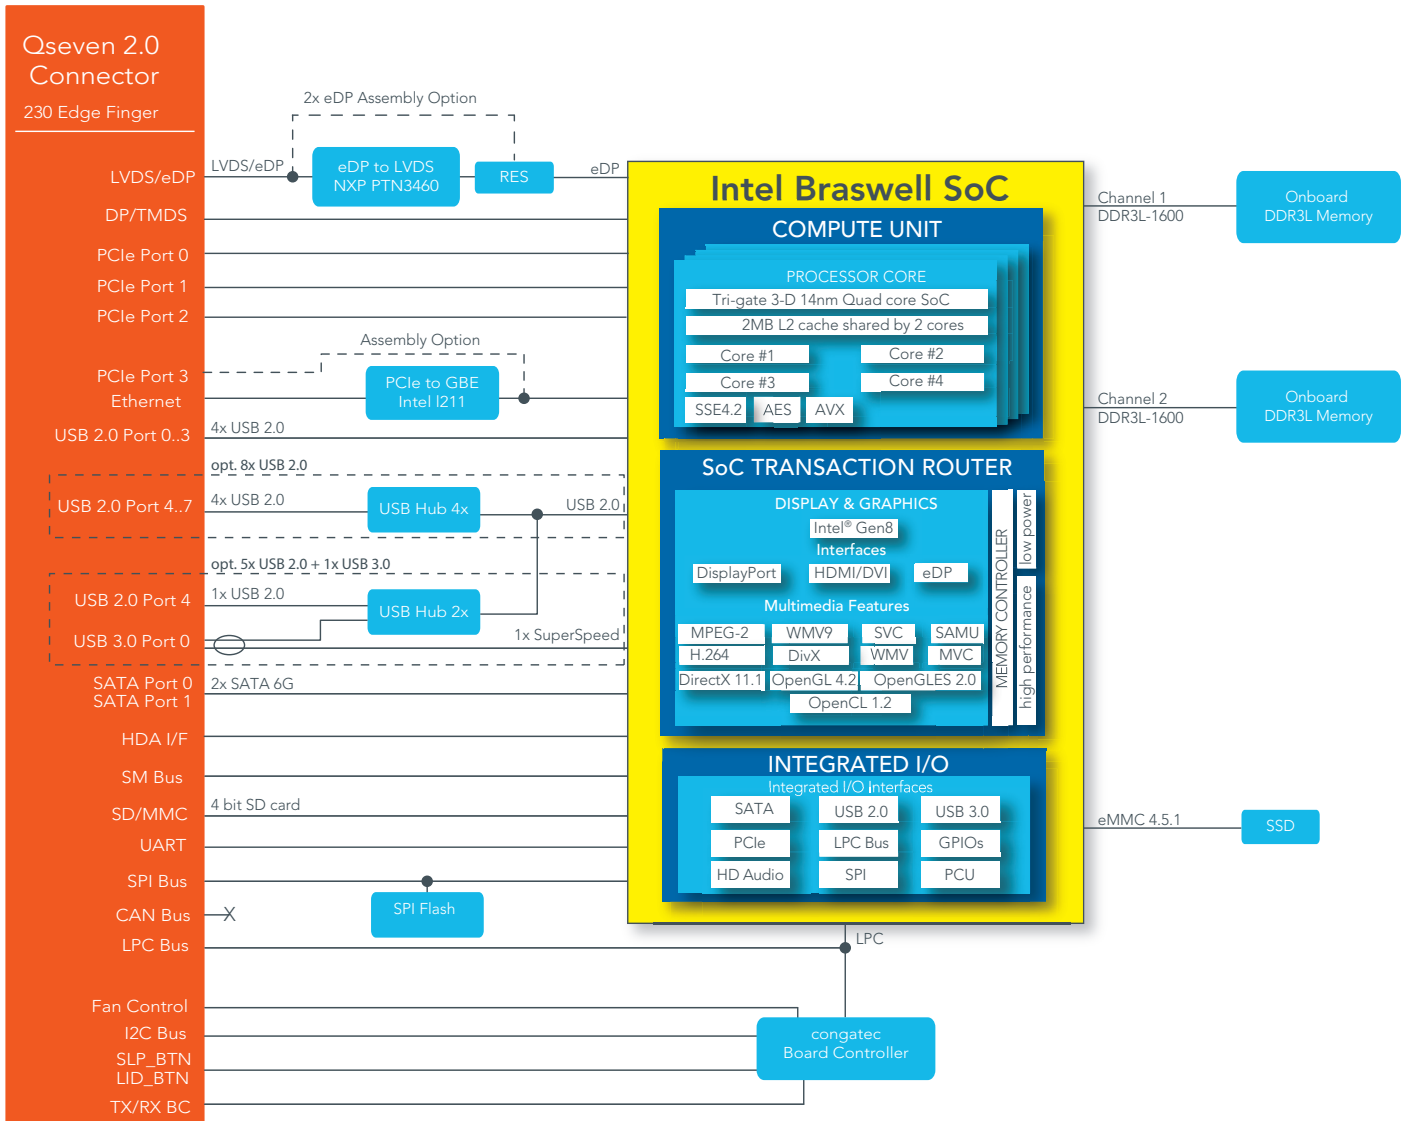 Qseven 2.0
Connector
230 Edge Finger
LVDS/eDP
DP/TMDS
PCIe Port 0
PCIe Port 1
PCIe Port 2
PCIe Port 3
Ethernet
USB 2.0 Port 0..3
USB 2.0 Port 4..7
USB 2.0 Port 4
USB 3.0 Port 0
SATA Port 0
SATA Port 1
HDA I/F
SM Bus
SD/MMC
UART
SPI Bus
CAN Bus
LPC Bus
Fan Control
I2C Bus
SLP_BTN
LID_BTN
TX/RX BC
2x eDP Assembly Option
LVDS/eDP
eDP to LVDS
NXP PTN3460
RES
eDP
Assembly Option
PCIe to GBE
Intel I211
4x USB 2.0
opt. 8x USB 2.0
4x USB 2.0
USB Hub 4x
USB 2.0
opt. 5x USB 2.0 + 1x USB 3.0
1x USB 2.0
USB Hub 2x
1x SuperSpeed
2x SATA 6G
4 bit SD card
SPI Flash
X
Intel Braswell SoC
COMPUTE UNIT
PROCESSOR CORE
Tri-gate 3-D 14nm Quad core SoC
2MB L2 cache shared by 2 cores
Core #1
Core #2
Core #3
Core #4
SSE4.2
AES
AVX
SoC TRANSACTION ROUTER
DISPLAY & GRAPHICS
Intel® Gen8
Interfaces
DisplayPort
HDMI/DVI
eDP
Multimedia Features
MPEG-2
WMV9
SVC
SAMU
H.264
DivX
WMV
MVC
DirectX 11.1
OpenGL 4.2
OpenGLES 2.0
OpenCL 1.2
MEMORY CONTROLLER
low power
high performance
INTEGRATED I/O
Integrated I/O Interfaces
SATA
USB 2.0
USB 3.0
PCIe
LPC Bus
GPIOs
HD Audio
SPI
PCU
LPC
congatec
Board Controller
Channel 1
DDR3L-1600
Onboard
DDR3L Memory
Channel 2
DDR3L-1600
Onboard
DDR3L Memory
eMMC 4.5.1
SSD